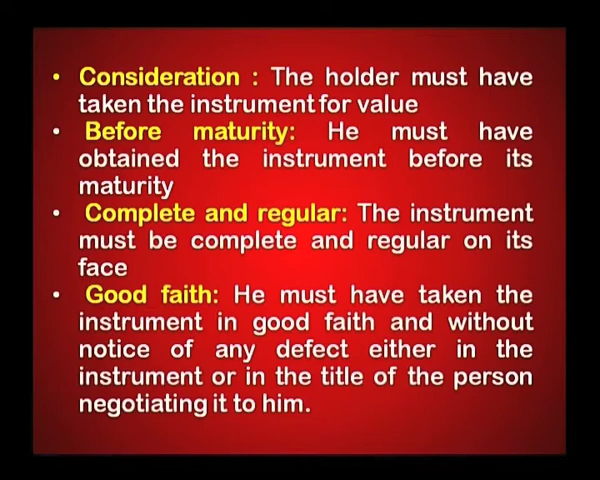 • Consideration : The holder must have
taken the instrument for value
• Before maturity: He must have
obtained the instrument before its
maturity
• Complete and regular: The instrument
must be complete and regular on its
face
• Good faith: He must have taken the
instrument in good faith and without
notice of any defect either in the
instrument or in the title of the person
negotiating it to him.